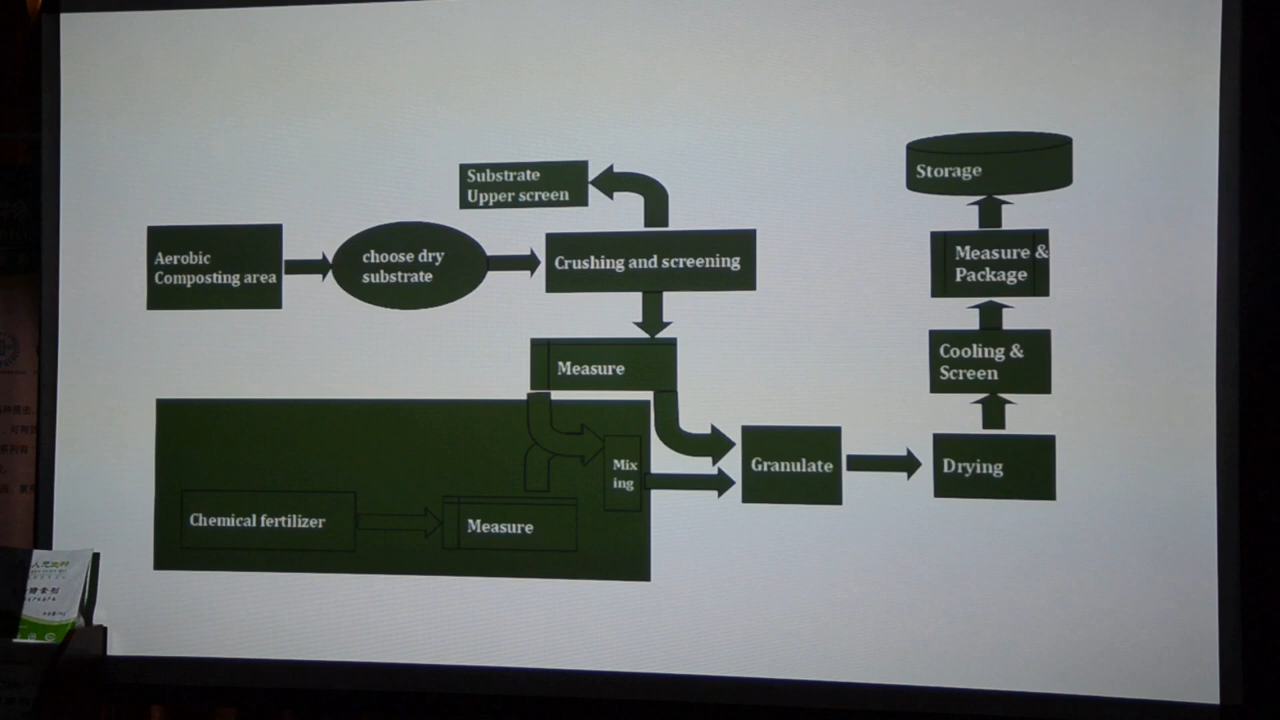 Substrate
Upper screen
Storage
Aerobic
Composting area
choose dry
substrate
Crushing and screening
Measure &
Package
Measure
Cooling &
Screen
Mix
ing
Granulate
Drying
Chemical fertilizer
Measure